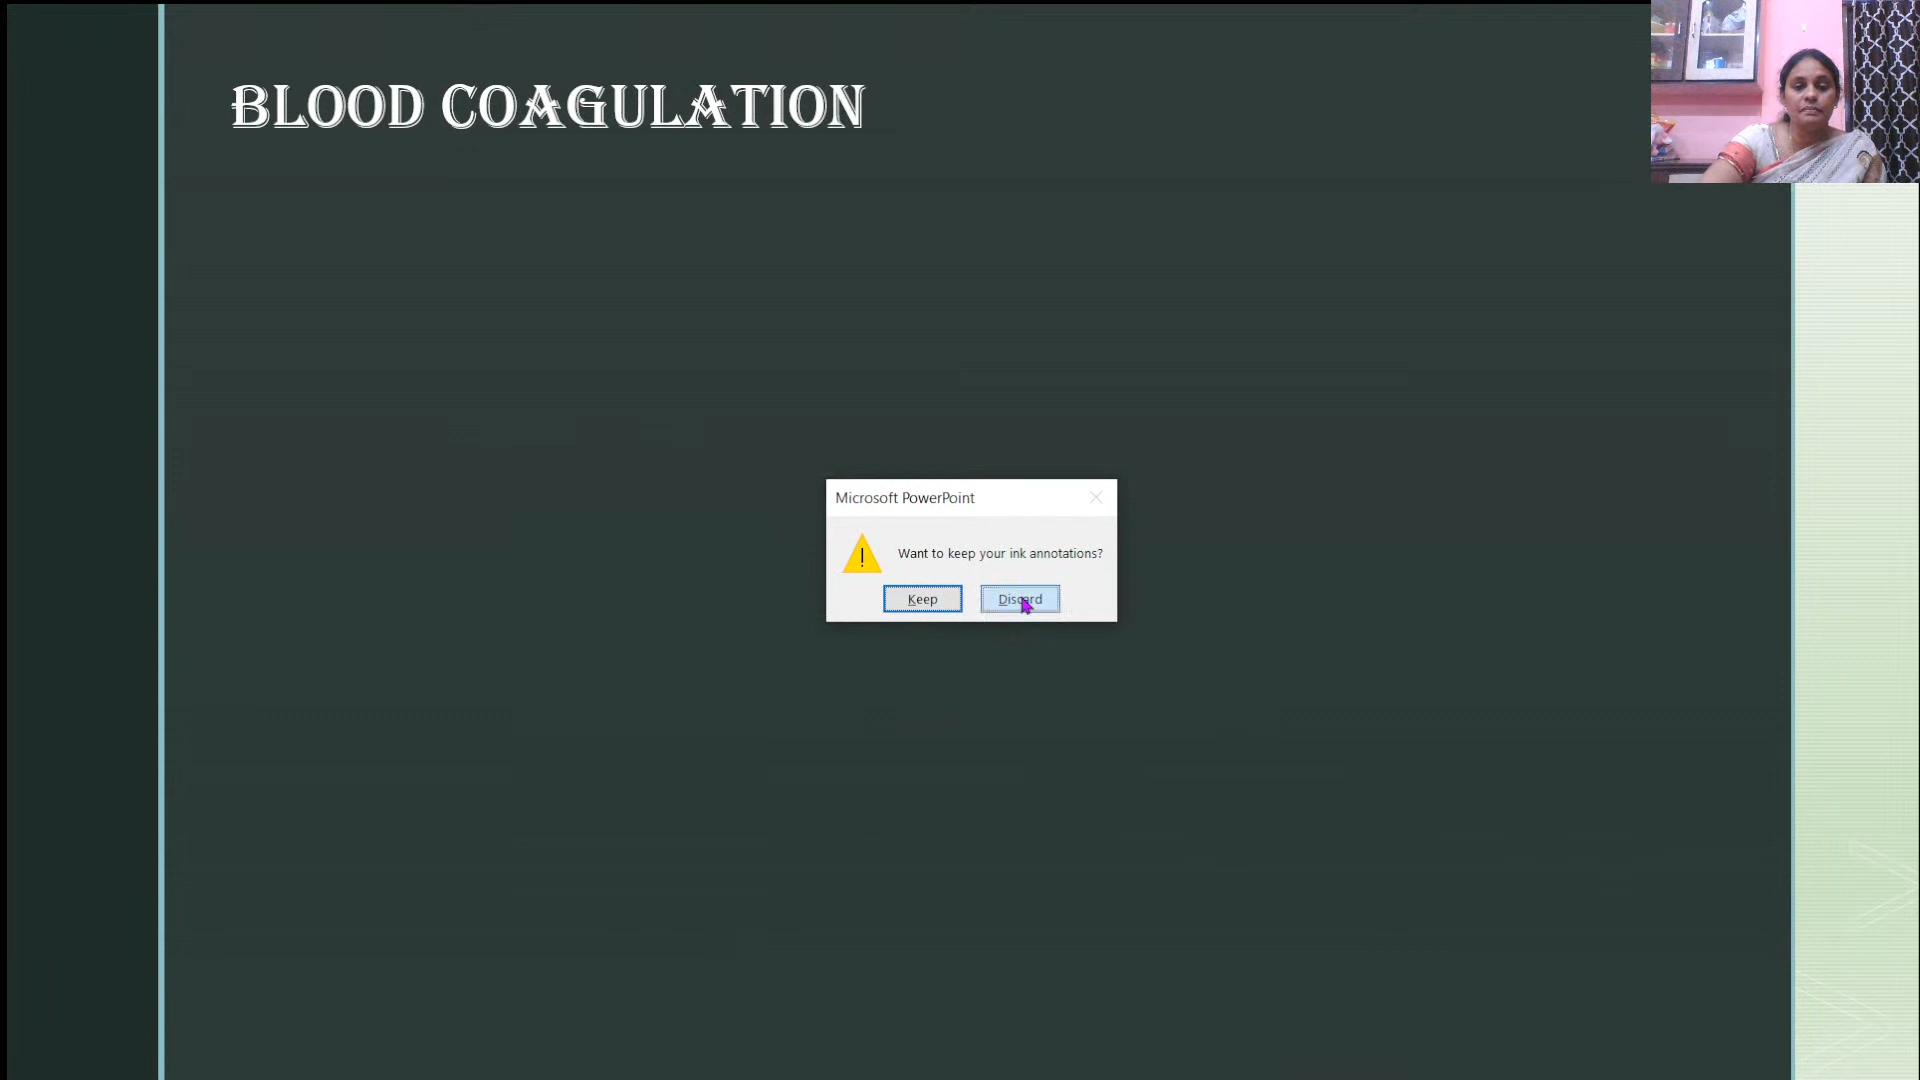 BLOOD COAGULATION
Microsoft PowerPoint
Want to keep your ink annotations?
Keep
Discard